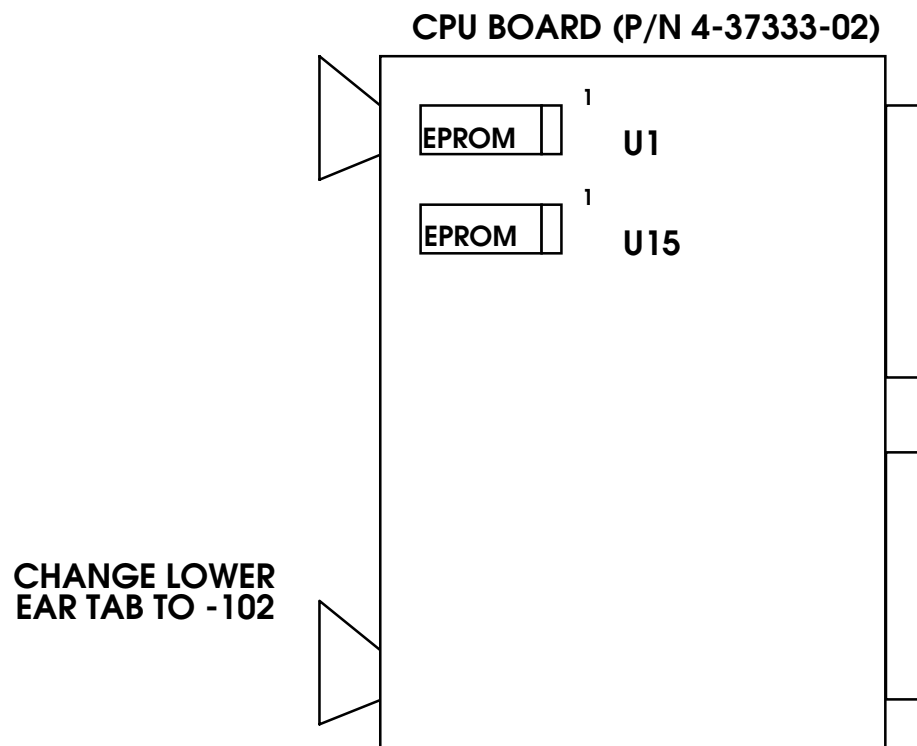 CPU BOARD (P/N 4-37333-02)
1
EPROM
U1
1
EPROM
U15
CHANGE LOWER
EAR TAB TO -102